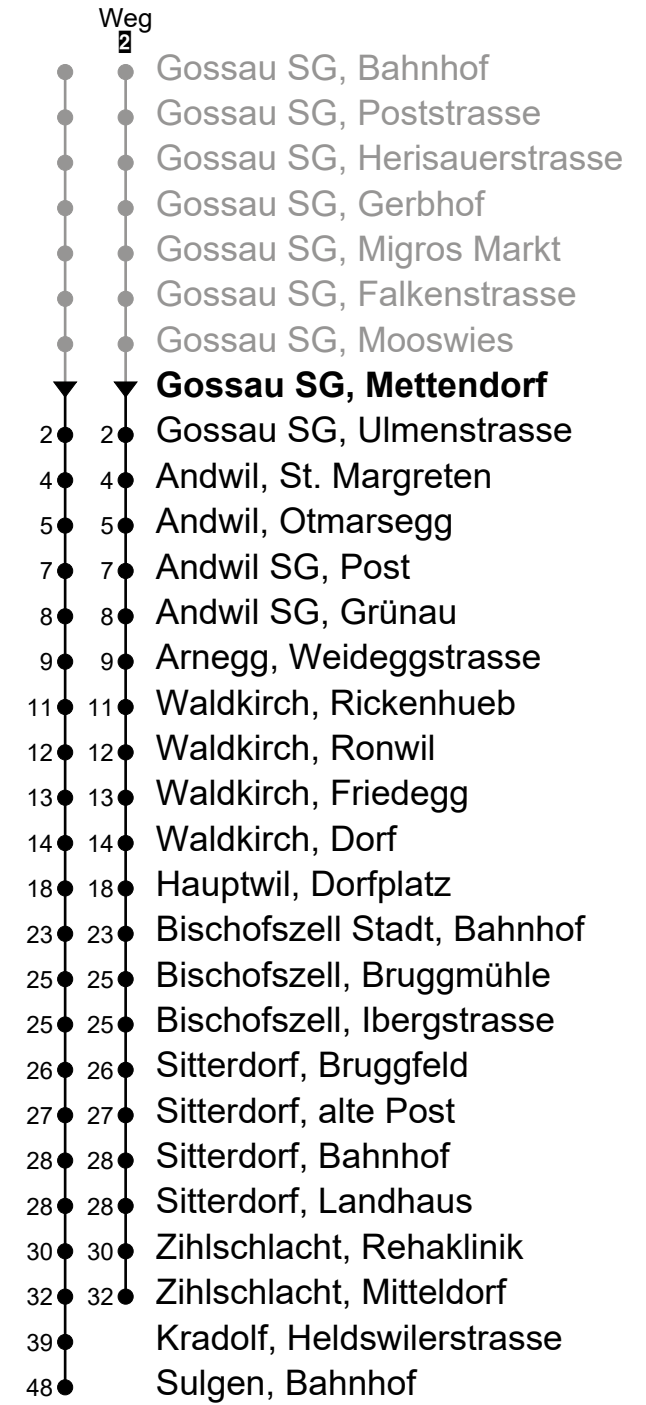 Weg
2
Gossau SG, Bahnhof
Gossau SG, Poststrasse
Gossau SG, Herisauerstrasse
Gossau SG, Gerbhof
Gossau SG, Migros Markt
Gossau SG, Falkenstrasse
Gossau SG, Mooswies
Gossau SG, Mettendorf
2 2 Gossau SG, Ulmenstrasse
4 4 Andwil, St. Margreten
5 5 Andwil, Otmarsegg
7 7 Andwil SG, Post
8 8 Andwil SG, Grünau
9 9 Arnegg, Weideggstrasse
11 11 Waldkirch, Rickenhueb
12 12 Waldkirch, Ronwil
13 13 Waldkirch, Friedegg
14 14 Waldkirch, Dorf
18 18 Hauptwil, Dorfplatz
23 23 Bischofszell Stadt, Bahnhof
25 25 Bischofszell, Bruggmühle
25 25 Bischofszell, Ibergstrasse
26 26 Sitterdorf, Bruggfeld
27 27 Sitterdorf, alte Post
28 28 Sitterdorf, Bahnhof
28 28 Sitterdorf, Landhaus
30 30 Zihlschlacht, Rehaklinik
32 32 Zihlschlacht, Mitteldorf
39 Kradolf, Heldswilerstrasse
48 Sulgen, Bahnhof